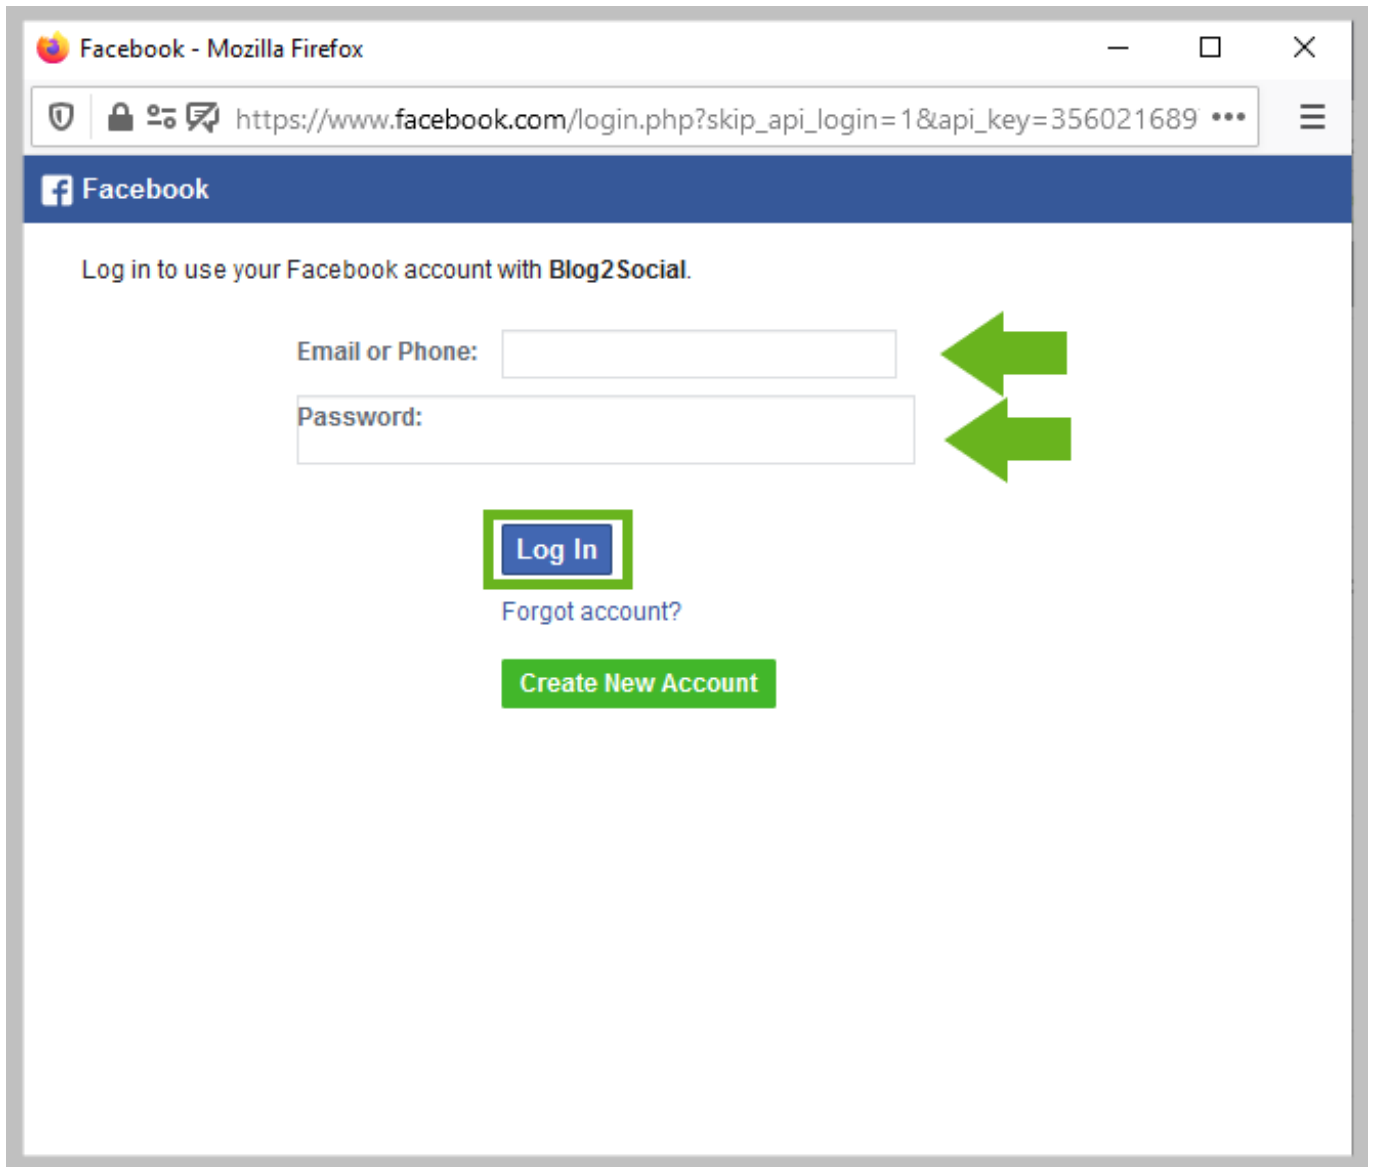 Facebook - Mozilla Firefox
https://www.facebook.com/login.php?skip_api_login=1&api_key=356021689
Facebook
Log in to use your Facebook account with Blog2Social.
Email or Phone:
Password:
Log In
Forgot account?
Create New Account